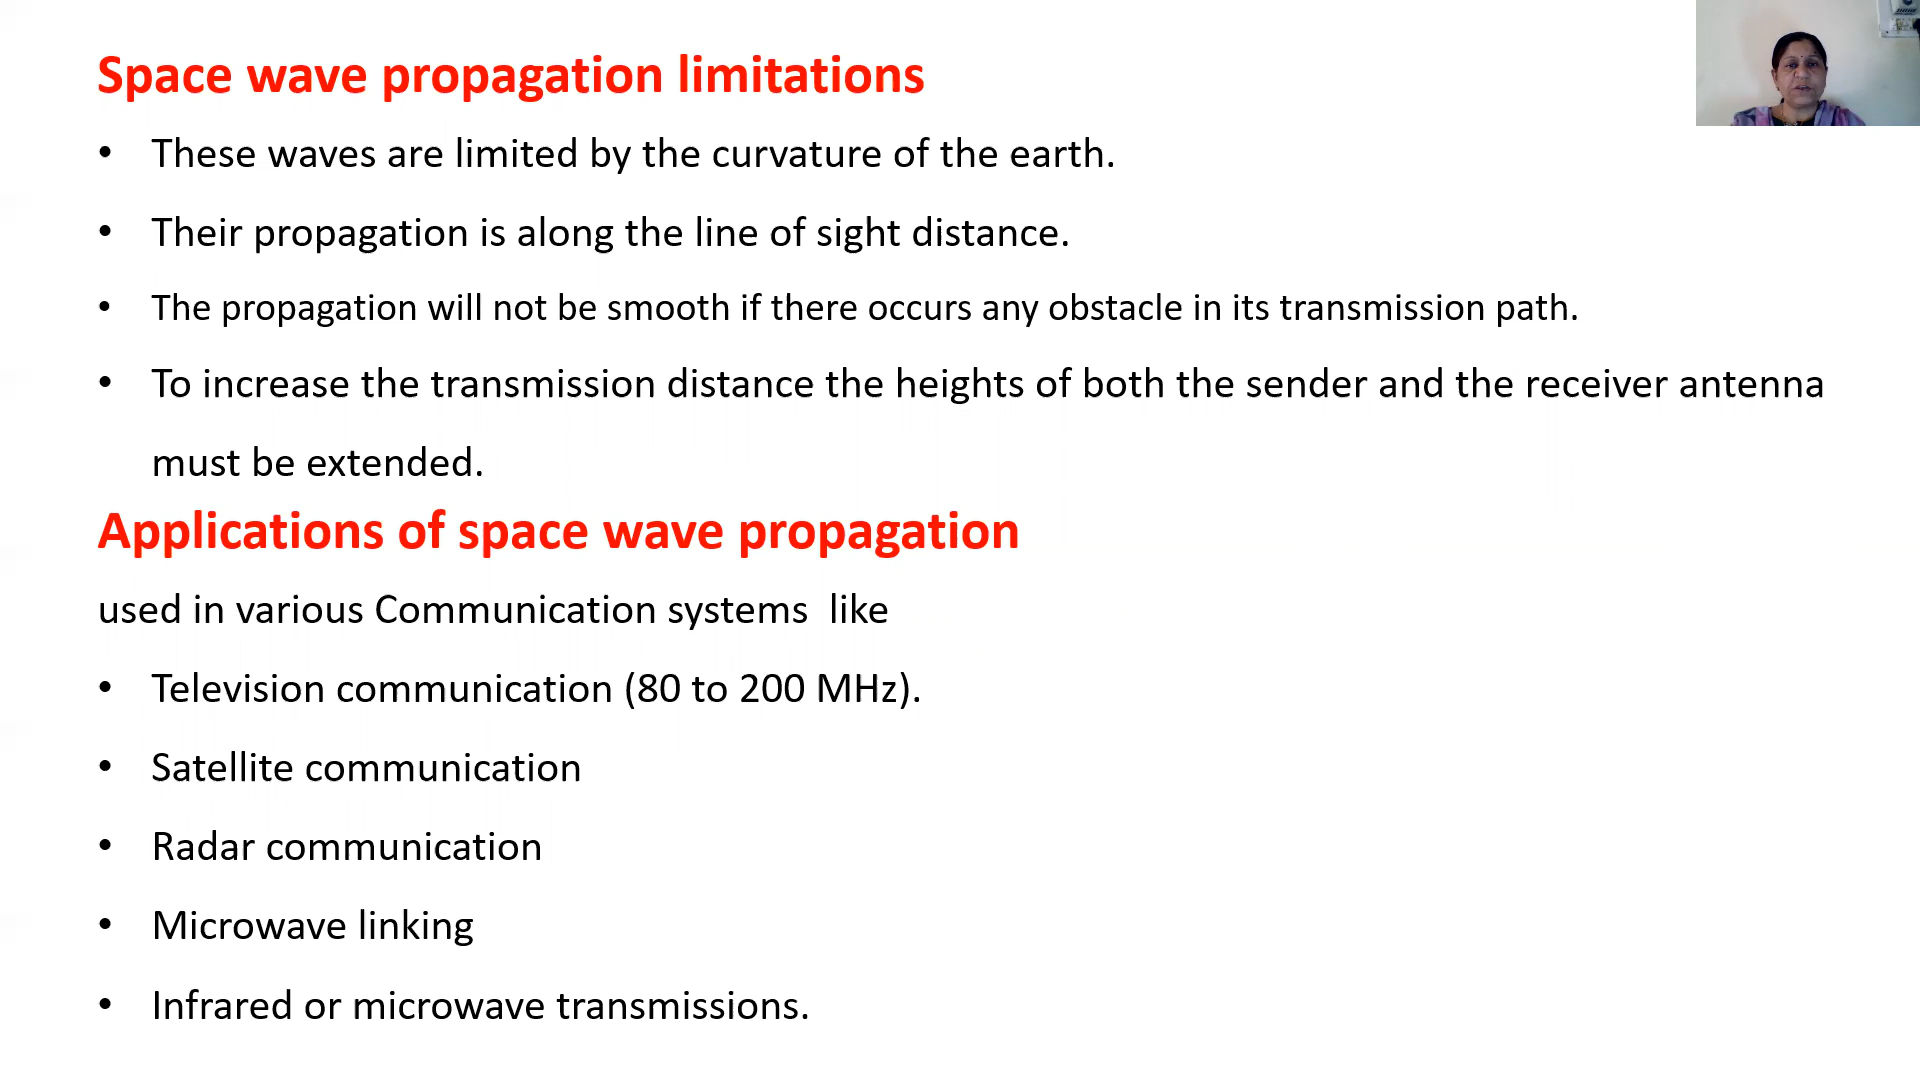 Space wave propagation limitations
• These waves are limited by the curvature of the earth.
• Their propagation is along the line of sight distance.
• The propagation will not be smooth if there occurs any obstacle in its transmission path.
• To increase the transmission distance the heights of both the sender and the receiver antenna
must be extended.
Applications of space wave propagation
used in various Communication systems  like
• Television communication (80 to 200 MHz).
• Satellite communication
• Radar communication
• Microwave linking
• Infrared or microwave transmissions.